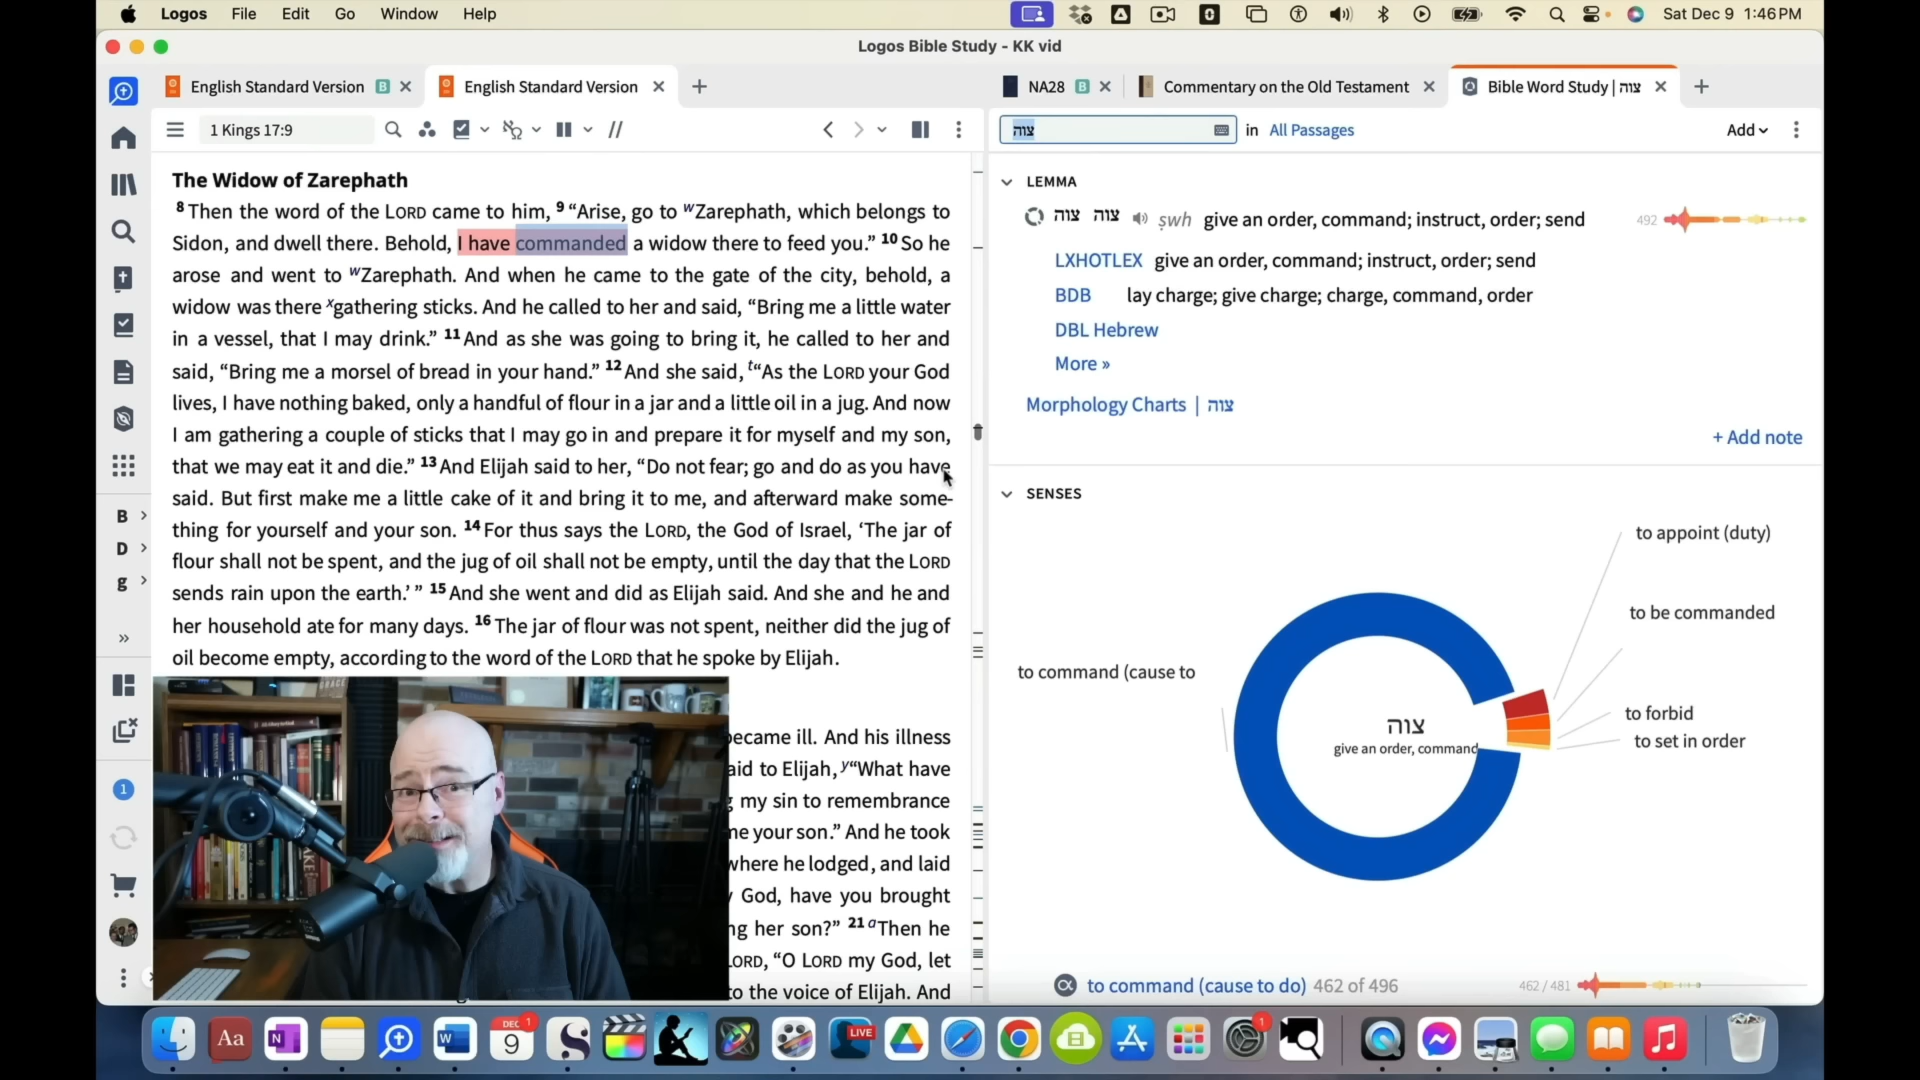 Logos File Edit Go Window Help
Sat Dec 9 1:46 PM
Logos Bible Study - KK vid
English Standard Version B
English Standard Version
1 Kings 17:9
The Widow of Zarephath
8 Then the word of the LORD came to him, 9 “Arise, go to wZarephath, which belongs to
Sidon, and dwell there. Behold, I have commanded a widow there to feed you.” 10 So he
arose and went to wZarephath. And when he came to the gate of the city, behold, a
widow was there xgathering sticks. And he called to her and said, “Bring me a little water
in a vessel, that I may drink.” 11 And as she was going to bring it, he called to her and
said, “Bring me a morsel of bread in your hand.” 12 And she said, t“As the LORD your God
lives, I have nothing baked, only a handful of flour in a jar and a little oil in a jug. And now
I am gathering a couple of sticks that I may go in and prepare it for myself and my son,
that we may eat it and die.” 13 And Elijah said to her, “Do not fear; go and do as you have
said. But first make me a little cake of it and bring it to me, and afterward make some-
thing for yourself and your son. 14 For thus says the LORD, the God of Israel, ‘The jar of
flour shall not be spent, and the jug of oil shall not be empty, until the day that the LORD
sends rain upon the earth.’ ” 15 And she went and did as Elijah said. And she and he and
her household ate for many days. 16 The jar of flour was not spent, neither did the jug of
oil become empty, according to the word of the LORD that he spoke by Elijah.
became ill. And his illness
aid to Elijah, y“What have
my sin to remembrance
me your son.” And he took
where he lodged, and laid
God, have you brought
ng her son?” 21 aThen he
LORD, “O LORD my God, let
to the voice of Elijah. And
B
D
g
»
1
NA28 B
Commentary on the Old Testament
Bible Word Study | צוה
צוה in All Passages
Add
LEMMA
צוה צוה ṣwh give an order, command; instruct, order; send 492
LXHOTLEX give an order, command; instruct, order; send
BDB lay charge; give charge; charge, command, order
DBL Hebrew
More »
Morphology Charts | צוה
+ Add note
SENSES
to appoint (duty)
to be commanded
to command (cause to
to forbid
to set in order
צוה
give an order, command
to command (cause to do) 462 of 496
462 / 481
Aa
N
W
DEC
1
9
LIVE
1